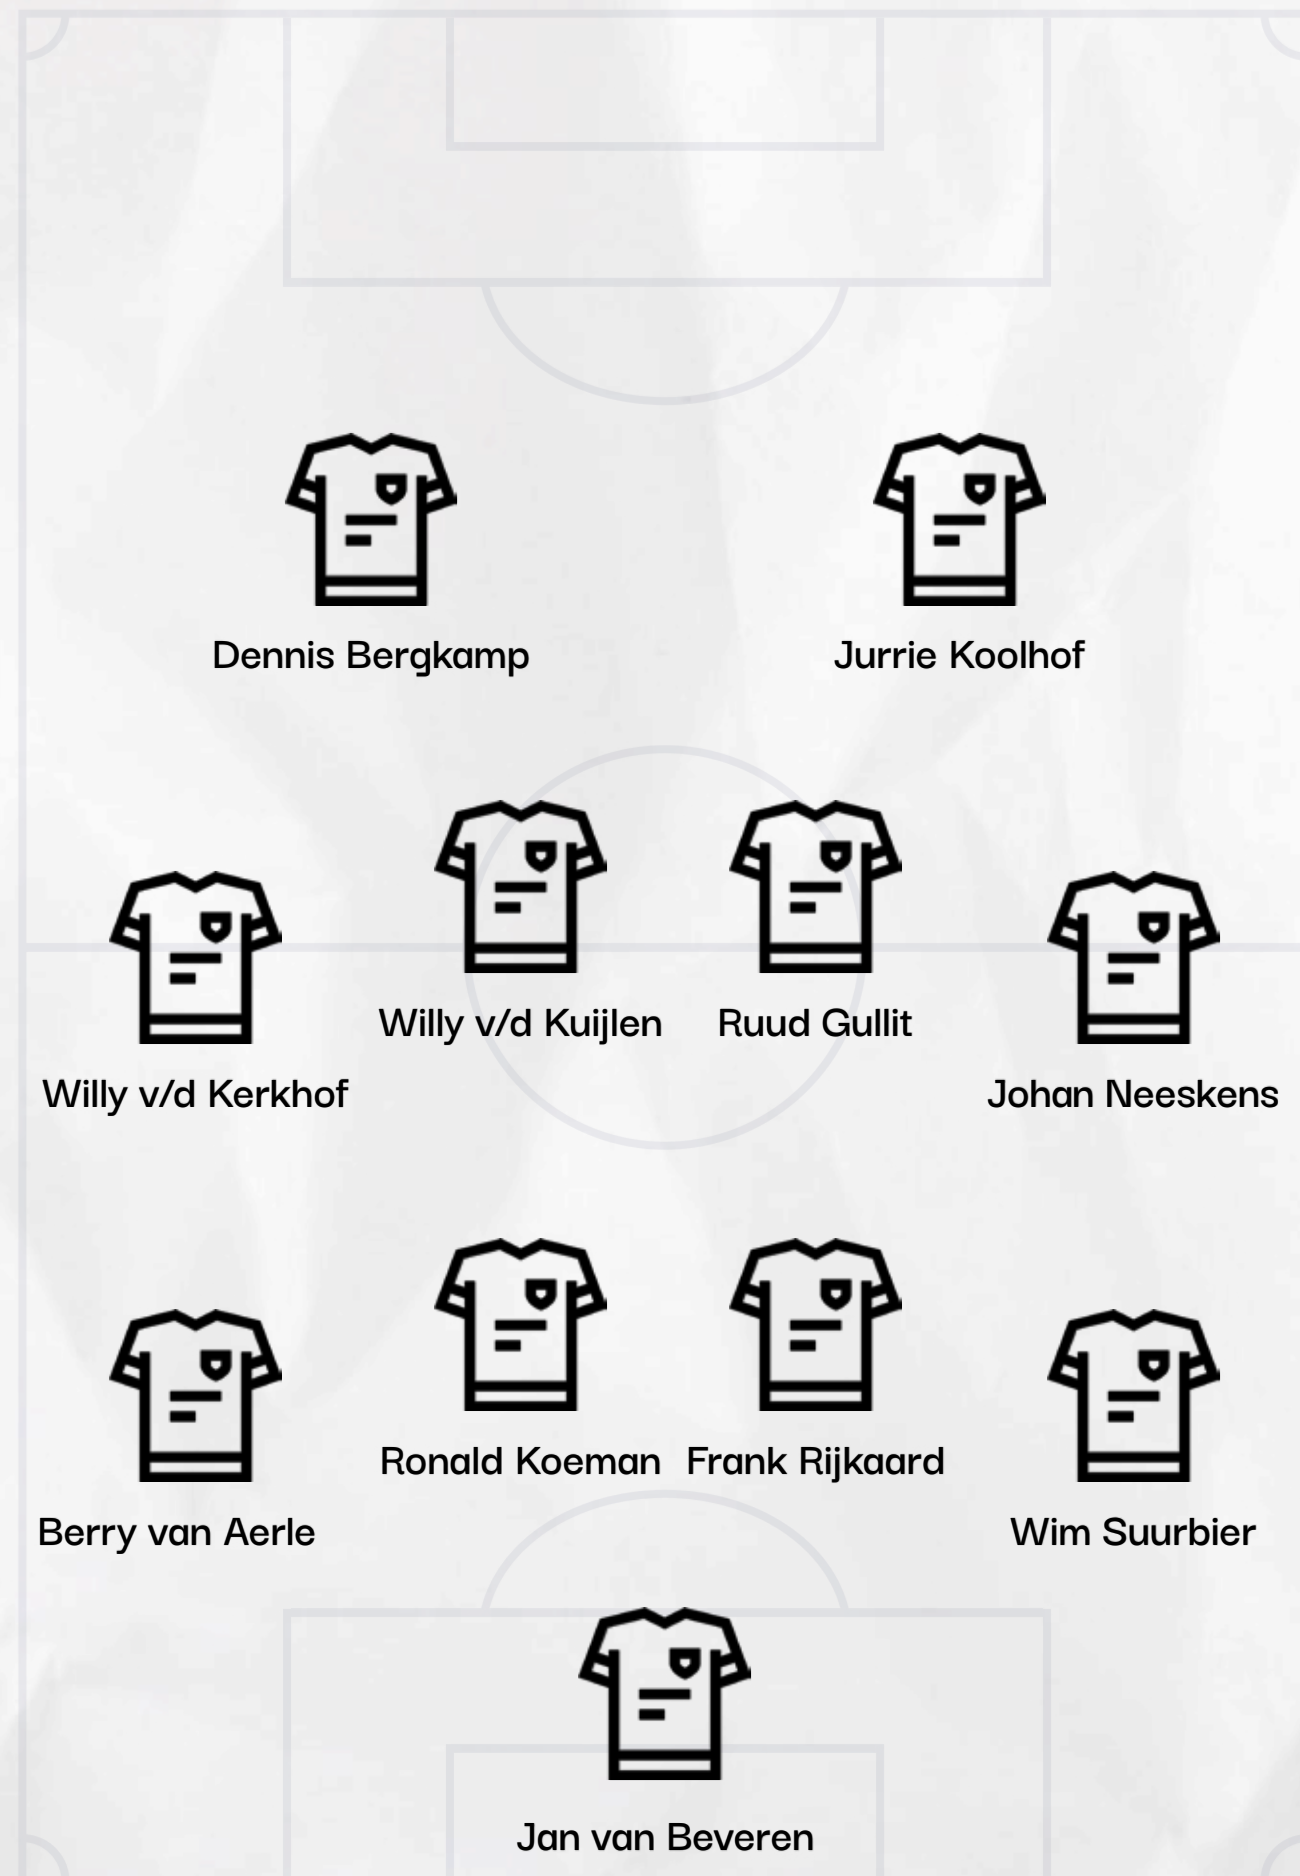 Dennis Bergkamp
Jurrie Koolhof
Willy v/d Kuijlen
Ruud Gullit
Willy v/d Kerkhof
Johan Neeskens
Ronald Koeman
Frank Rijkaard
Berry van Aerle
Wim Suurbier
Jan van Beveren